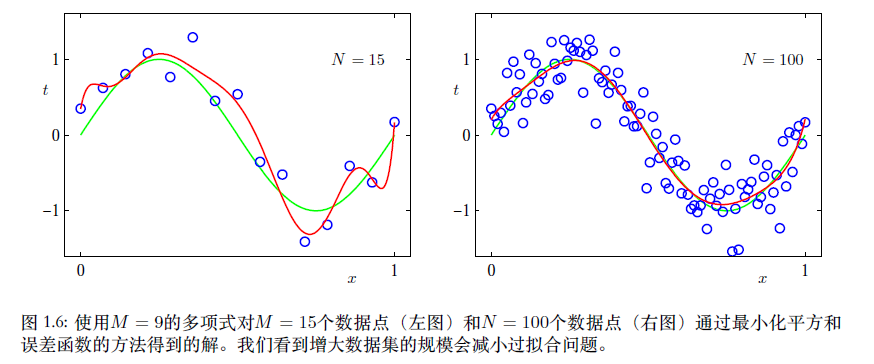 1
t
0
−1
0
x
1
N = 15
1
t
0
−1
0
x
1
N = 100
图 1.6: 使用M = 9的多项式对M = 15个数据点（左图）和N = 100个数据点（右图）通过最小化平方和
误差函数的方法得到的解。我们看到增大数据集的规模会减小过拟合问题。